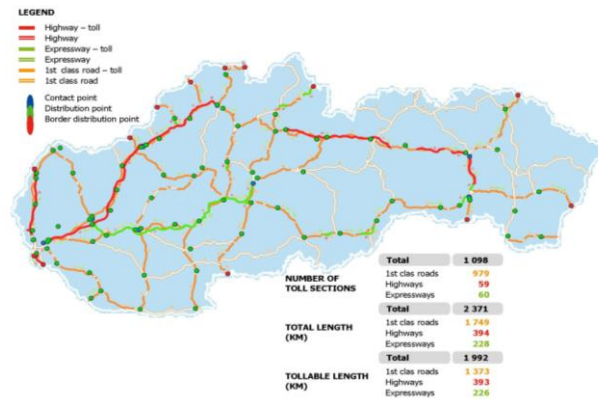 LEGEND
Highway – toll
Highway
Expressway – toll
Expressway
1st class road – toll
1st class road
Contact point
Distribution point
Border distribution point
NUMBER OF
TOLL SECTIONS
Total 1 098
1st clas roads 979
Highways 59
Expressways 60
TOTAL LENGTH
(KM)
Total 2 371
1st clas roads 1 749
Highways 394
Expressways 228
TOLLABLE LENGTH
(KM)
Total 1 992
1st clas roads 1 373
Highways 393
Expressways 226